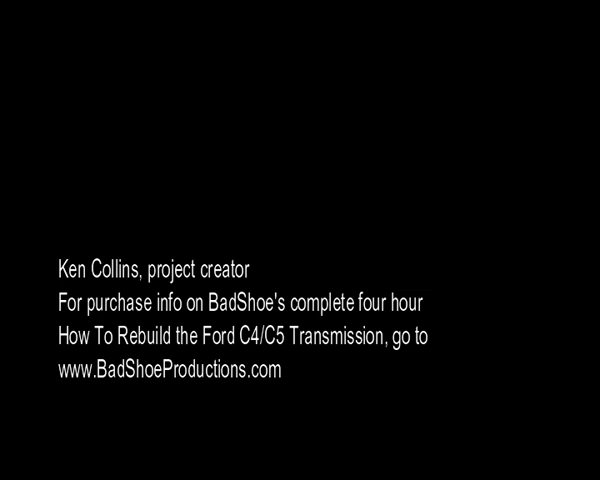 Ken Collins, project creator
For purchase info on BadShoe's complete four hour
How To Rebuild the Ford C4/C5 Transmission, go to
www.BadShoeProductions.com